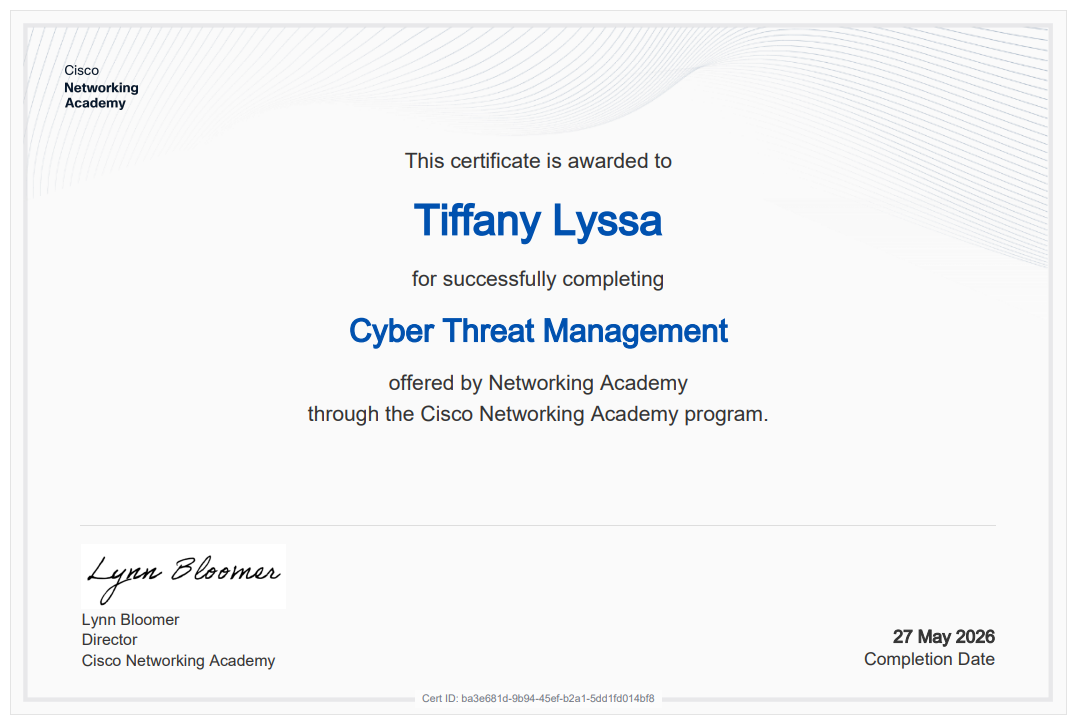 Cisco
Networking
Academy
This certificate is awarded to
Tiffany Lyssa
for successfully completing
Cyber Threat Management
offered by Networking Academy
through the Cisco Networking Academy program.
Lynn Bloomer
Lynn Bloomer
Director
Cisco Networking Academy
27 May 2026
Completion Date
Cert ID: ba3e681d-9b94-45ef-b2a1-5dd1fd014bf8